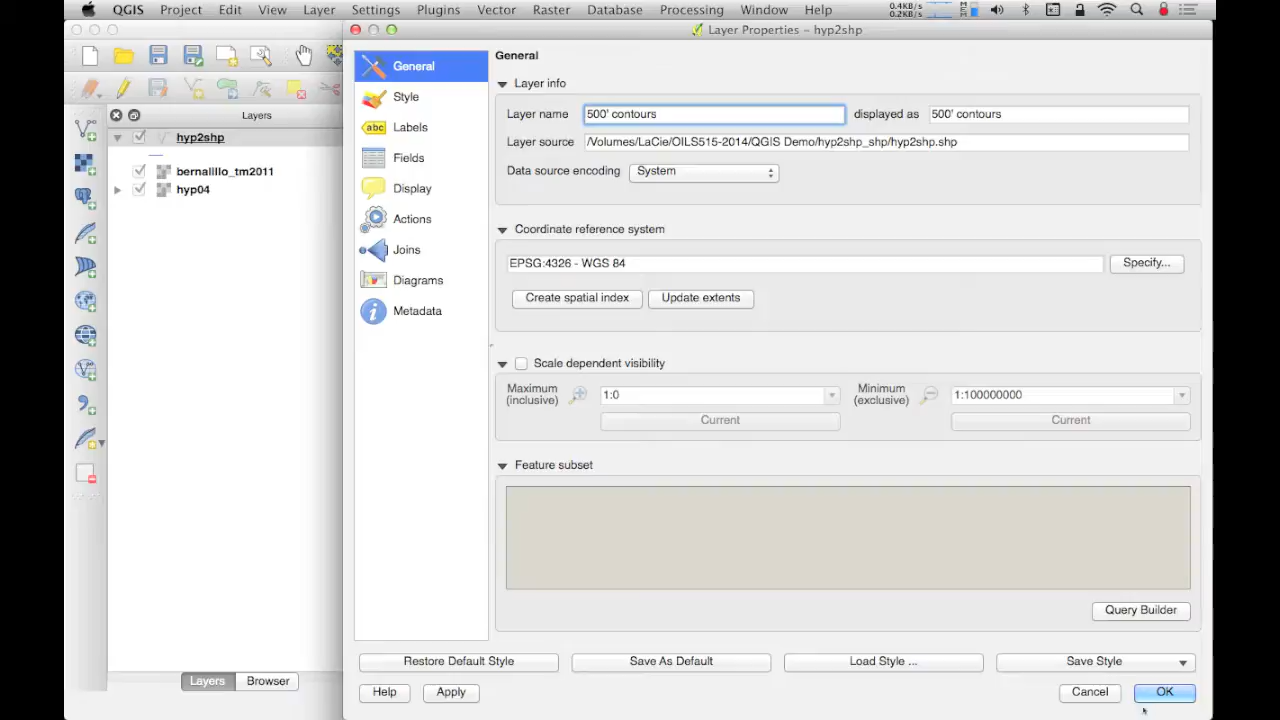 QGIS Project Edit View Layer Settings Plugins Vector Raster Database Processing Window Help
0.4KB/s
0.2KB/s
Layer Properties – hyp2shp
General
Style
Labels
Fields
Display
Actions
Joins
Diagrams
Metadata
Layers
hyp2shp
bernalillo_tm2011
hyp04
Layers Browser
General
Layer info
Layer name 500' contours displayed as 500' contours
Layer source /Volumes/LaCie/OILS515-2014/QGIS Demo/hyp2shp_shp/hyp2shp.shp
Data source encoding System
Coordinate reference system
EPSG:4326 - WGS 84 Specify...
Create spatial index Update extents
Scale dependent visibility
Maximum
(inclusive) 1:0
Minimum
(exclusive) 1:100000000
Current Current
Feature subset
Query Builder
Restore Default Style Save As Default Load Style ... Save Style
Help Apply Cancel OK